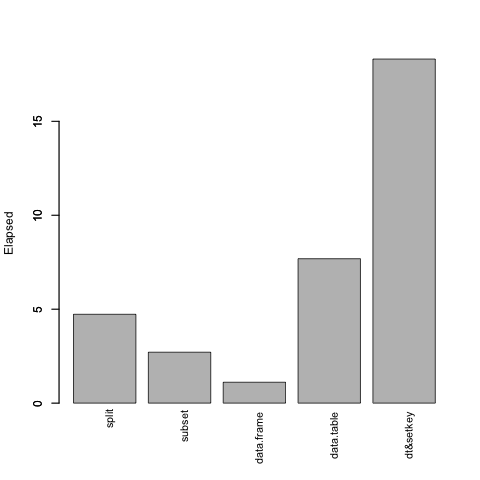 Elapsed
15
10
5
0
split
subset
data.frame
data.table
dt&setkey